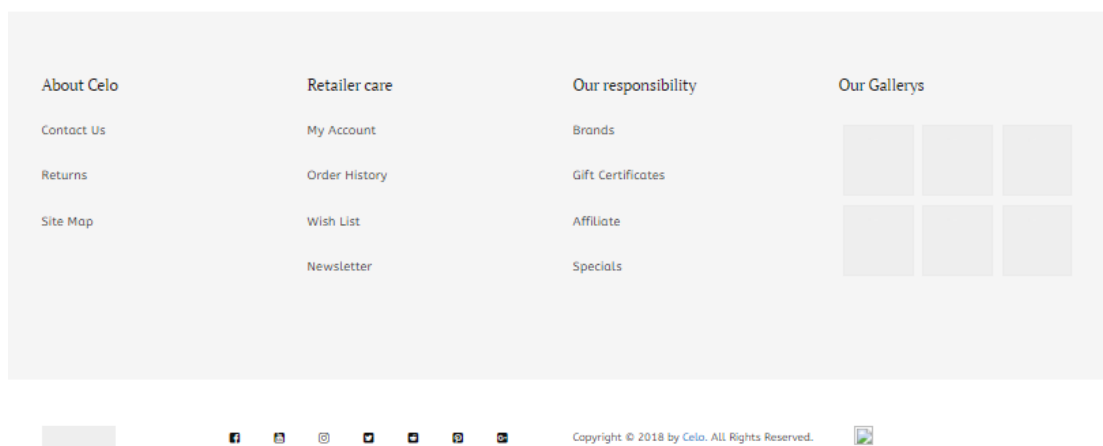 About Celo
Contact Us
Returns
Site Map
Retailer care
My Account
Order History
Wish List
Newsletter
Our responsibility
Brands
Gift Certificates
Affiliate
Specials
Our Gallerys
Copyright © 2018 by Celo. All Rights Reserved.